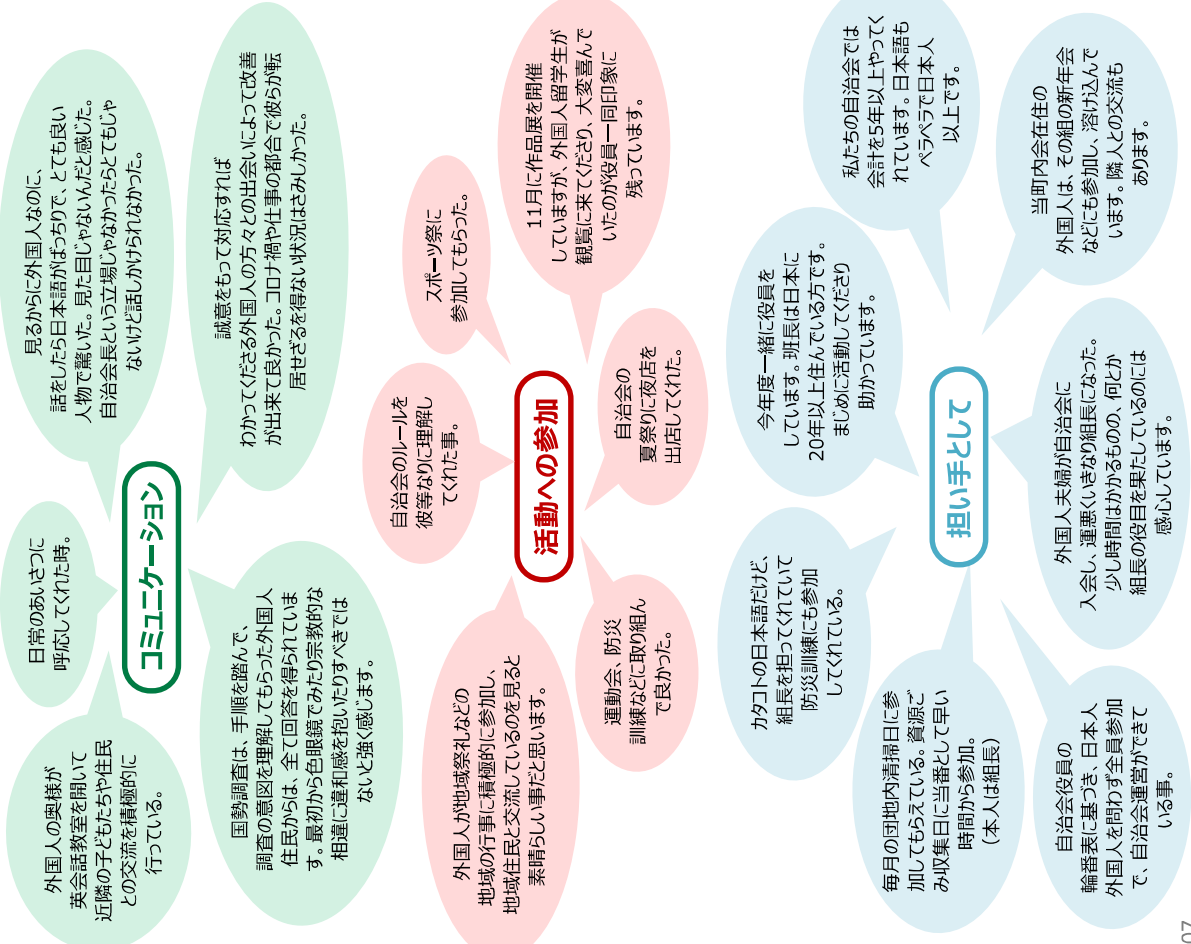 外国人の奥様が
英会話教室を開いて
近隣の子どもたちや住民
との交流を積極的に
行っている。
日常のあいさつに
呼応してくれた時。
見るからに外国人なのに、
話をしたら日本語がばっちりで、とても良い
人物で驚いた。見た目じゃないんだと感じた。
自治会長という立場じゃなかったらとてもじゃ
ないけど話しかけられなかった。
コミュニケーション
国勢調査は、手順を踏んで、
調査の意図を理解してもらった外国人
住民からは、全て回答を得られていま
す。最初から色眼鏡でみたり宗教的な
相違に違和感を抱いたりすべきでは
ないと強く感じます。
誠意をもって対応すれば
わかってくださる外国人の方々との出会いによって改善
が出来て良かった。コロナ禍や仕事の都合で彼らが転
居せざるを得ない状況はさみしかった。
外国人が地域祭礼などの
地域の行事に積極的に参加し、
地域住民と交流しているのを見ると
素晴らしい事だと思います。
自治会のルールを
彼等なりに理解し
てくれた事。
スポーツ祭に
参加してもらった。
11月に作品展を開催
していますが、外国人留学生が
観覧に来てくださり、大変喜んで
いたのが役員一同印象に
残っています。
活動への参加
運動会、防災
訓練などに取り組ん
で良かった。
自治会の
夏祭りに夜店を
出店してくれた。
カタコトの日本語だけど、
組長を担ってくれていて
防災訓練にも参加
してくれている。
今年度一緒に役員を
しています。班長は日本に
20年以上住んでいる方です。
まじめに活動してくださり
助かっています。
私たちの自治会では
会計を5年以上やってく
れています。日本語も
ペラペラで日本人
以上です。
毎月の団地内清掃日に参
加してもらえている。資源ご
み収集日に当番として早い
時間から参加。
（本人は組長）
担い手として
自治会役員の
輪番表に基づき、日本人
外国人を問わず全員参加
で、自治会運営ができて
いる事。
外国人夫婦が自治会に
入会し、運悪くいきなり組長になった。
少し時間はかかるものの、何とか
組長の役目を果たしているのには
感心しています。
当町内会在住の
外国人は、その組の新年会
などにも参加し、溶け込んで
います。隣人との交流も
あります。
07